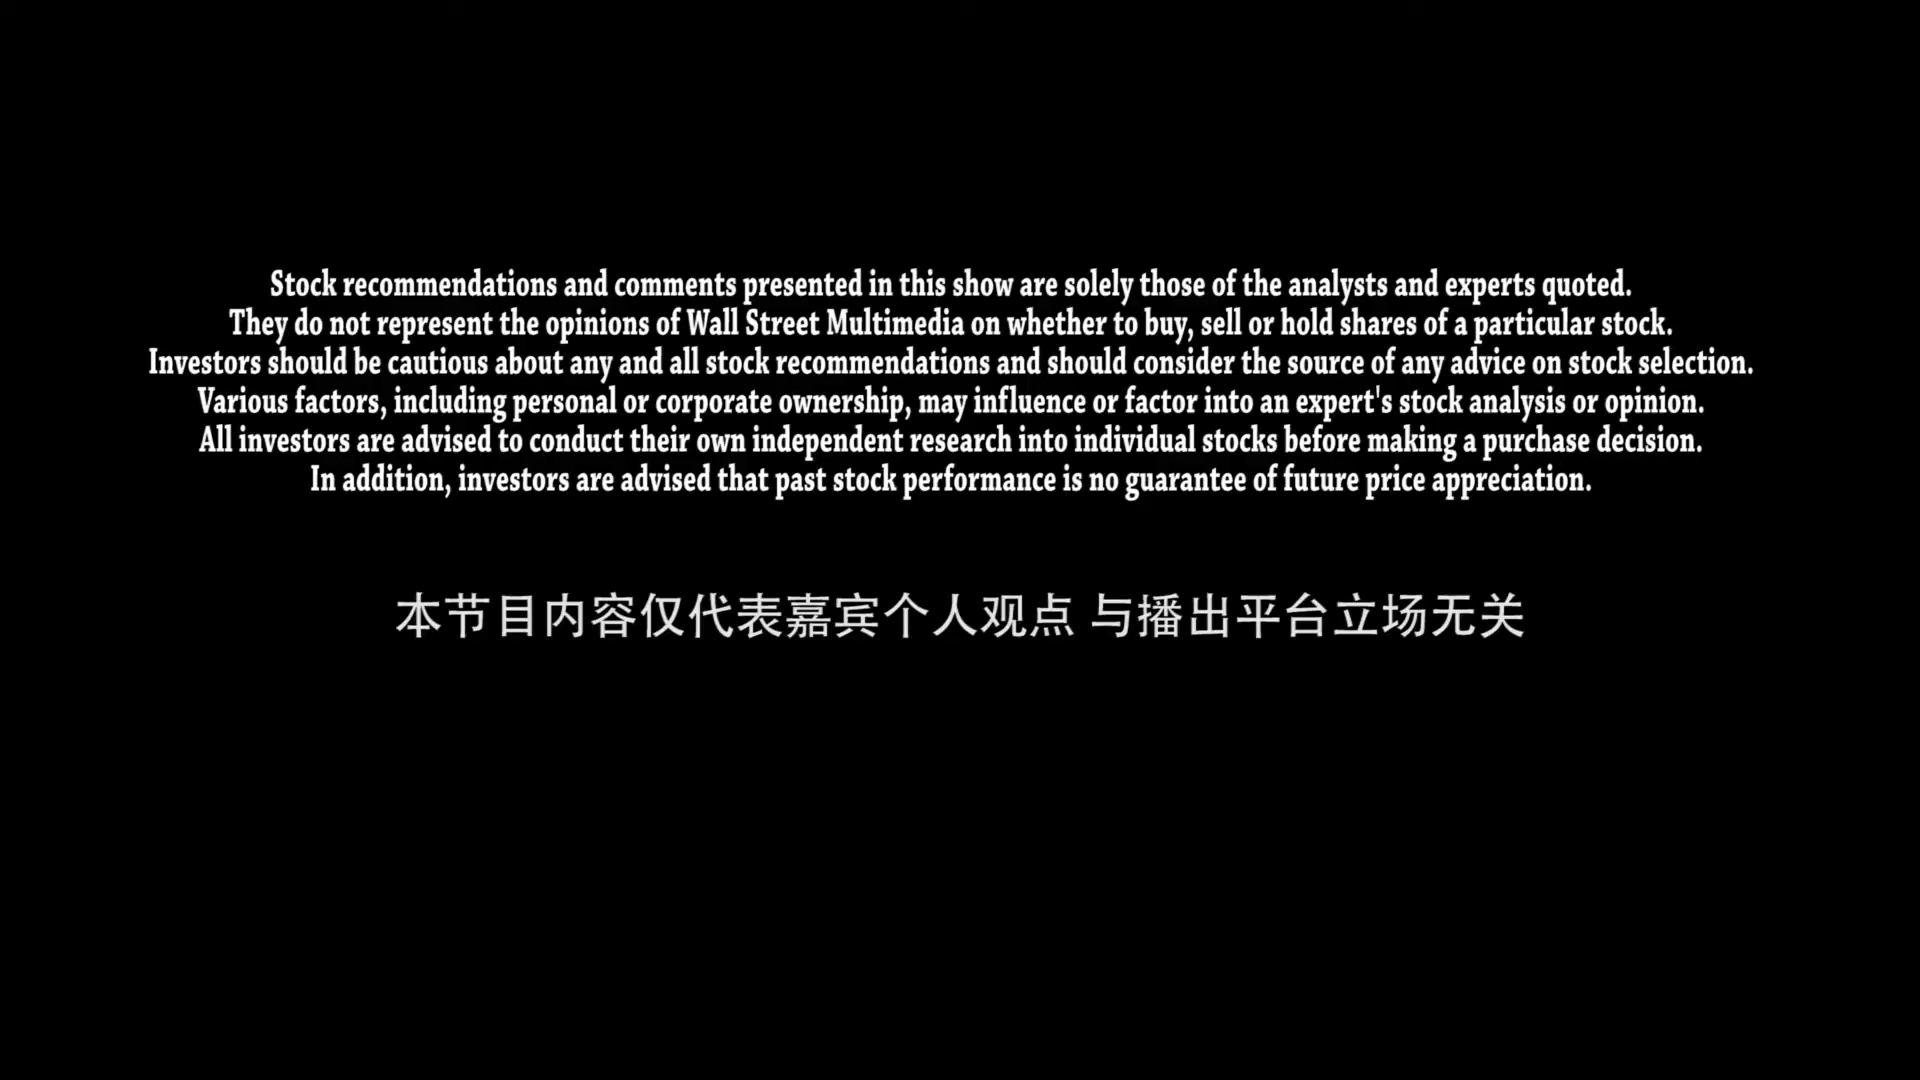 Stock recommendations and comments presented in this show are solely those of the analysts and experts quoted.
They do not represent the opinions of Wall Street Multimedia on whether to buy, sell or hold shares of a particular stock.
Investors should be cautious about any and all stock recommendations and should consider the source of any advice on stock selection.
Various factors, including personal or corporate ownership, may influence or factor into an expert's stock analysis or opinion.
All investors are advised to conduct their own independent research into individual stocks before making a purchase decision.
In addition, investors are advised that past stock performance is no guarantee of future price appreciation.
本节目内容仅代表嘉宾个人观点 与播出平台立场无关